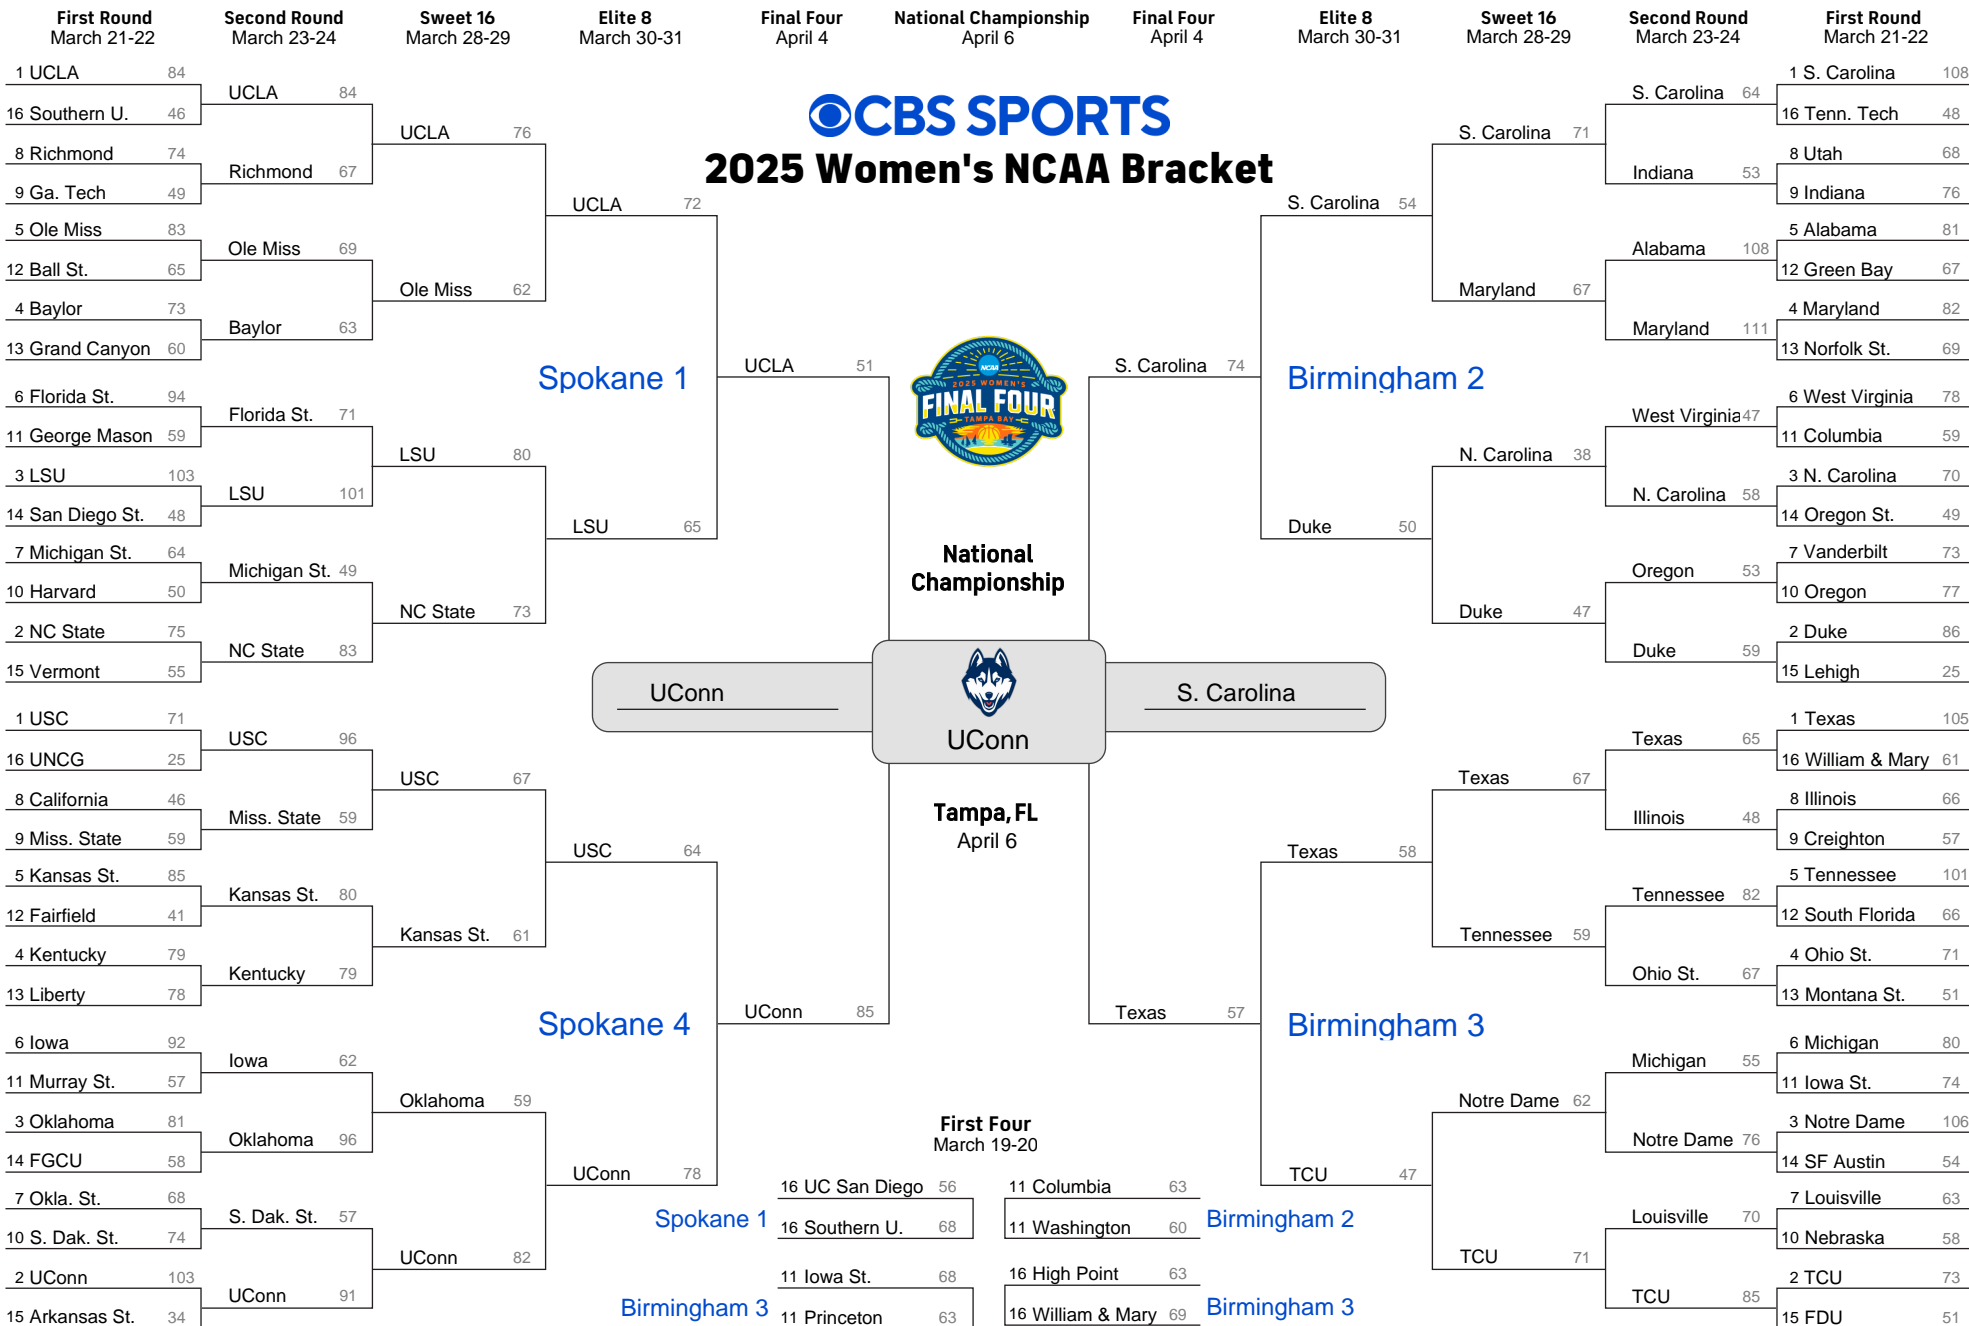 First Round
March 21-22
Second Round
March 23-24
Sweet 16
March 28-29
Elite 8
March 30-31
Final Four
April 4
National Championship
April 6
Final Four
April 4
Elite 8
March 30-31
Sweet 16
March 28-29
Second Round
March 23-24
First Round
March 21-22
CBS SPORTS
2025 Women's NCAA Bracket
1 UCLA 84
16 Southern U. 46
8 Richmond 74
9 Ga. Tech 49
5 Ole Miss 83
12 Ball St. 65
4 Baylor 73
13 Grand Canyon 60
6 Florida St. 94
11 George Mason 59
3 LSU 103
14 San Diego St. 48
7 Michigan St. 64
10 Harvard 50
2 NC State 75
15 Vermont 55
UCLA 84
Richmond 67
Ole Miss 69
Baylor 63
Florida St. 71
LSU 101
Michigan St. 49
NC State 83
UCLA 76
Ole Miss 62
LSU 80
NC State 73
UCLA 72
LSU 65
Spokane 1
UCLA 51
1 USC 71
16 UNCG 25
8 California 46
9 Miss. State 59
5 Kansas St. 85
12 Fairfield 41
4 Kentucky 79
13 Liberty 78
6 Iowa 92
11 Murray St. 57
3 Oklahoma 81
14 FGCU 58
7 Okla. St. 68
10 S. Dak. St. 74
2 UConn 103
15 Arkansas St. 34
USC 96
Miss. State 59
Kansas St. 80
Kentucky 79
Iowa 62
Oklahoma 96
S. Dak. St. 57
UConn 91
USC 67
Kansas St. 61
Oklahoma 59
UConn 82
USC 64
UConn 78
Spokane 4
UConn 85
NCAA
2025 WOMEN'S
FINAL FOUR
TAMPA BAY
National
Championship
UConn
UConn
S. Carolina
Tampa, FL
April 6
S. Carolina 74
Birmingham 2
S. Carolina 54
Duke 50
S. Carolina 71
Maryland 67
N. Carolina 38
Duke 47
S. Carolina 64
Indiana 53
Alabama 108
Maryland 111
West Virginia 47
N. Carolina 58
Oregon 53
Duke 59
1 S. Carolina 108
16 Tenn. Tech 48
8 Utah 68
9 Indiana 76
5 Alabama 81
12 Green Bay 67
4 Maryland 82
13 Norfolk St. 69
6 West Virginia 78
11 Columbia 59
3 N. Carolina 70
14 Oregon St. 49
7 Vanderbilt 73
10 Oregon 77
2 Duke 86
15 Lehigh 25
Texas 57
Birmingham 3
Texas 58
TCU 47
Texas 67
Tennessee 59
Notre Dame 62
TCU 71
Texas 65
Illinois 48
Tennessee 82
Ohio St. 67
Michigan 55
Notre Dame 76
Louisville 70
TCU 85
1 Texas 105
16 William & Mary 61
8 Illinois 66
9 Creighton 57
5 Tennessee 101
12 South Florida 66
4 Ohio St. 71
13 Montana St. 51
6 Michigan 80
11 Iowa St. 74
3 Notre Dame 106
14 SF Austin 54
7 Louisville 63
10 Nebraska 58
2 TCU 73
15 FDU 51
First Four
March 19-20
Spokane 1
16 UC San Diego 56
16 Southern U. 68
11 Columbia 63
11 Washington 60
Birmingham 2
Birmingham 3
11 Iowa St. 68
11 Princeton 63
16 High Point 63
16 William & Mary 69
Birmingham 3